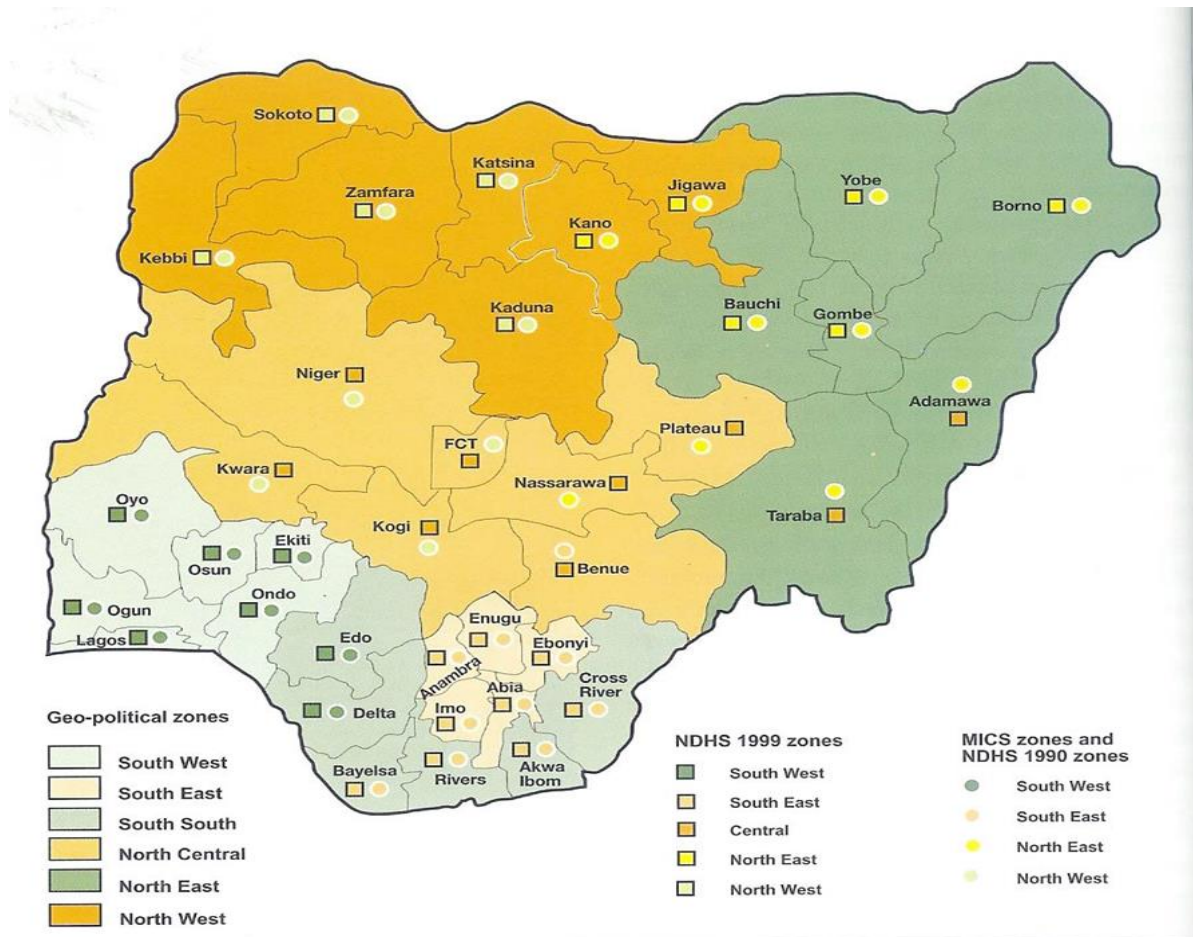 Sokoto
Katsina
Zamfara
Jigawa
Yobe
Borno
Kano
Kebbi
Kaduna
Bauchi
Gombe
Niger
Adamawa
Plateau
FCT
Kwara
Nassarawa
Oyo
Taraba
Kogi
Ekiti
Osun
Benue
Ondo
Ogun
Enugu
Lagos
Edo
Ebonyi
Anambra
Cross
River
Abia
Imo
Delta
Bayelsa
Rivers
Akwa
Ibom
Geo-political zones
South West
South East
South South
North Central
North East
North West
NDHS 1999 zones
South West
South East
Central
North East
North West
MICS zones and
NDHS 1990 zones
South West
South East
North East
North West